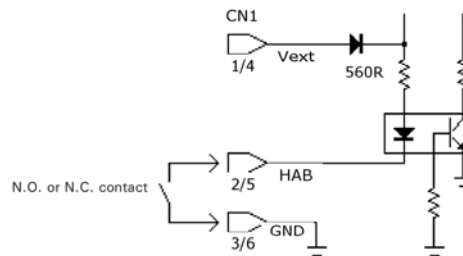 CN1
Vext
560R
1/4
N.O. or N.C. contact
HAB
2/5
GND
3/6